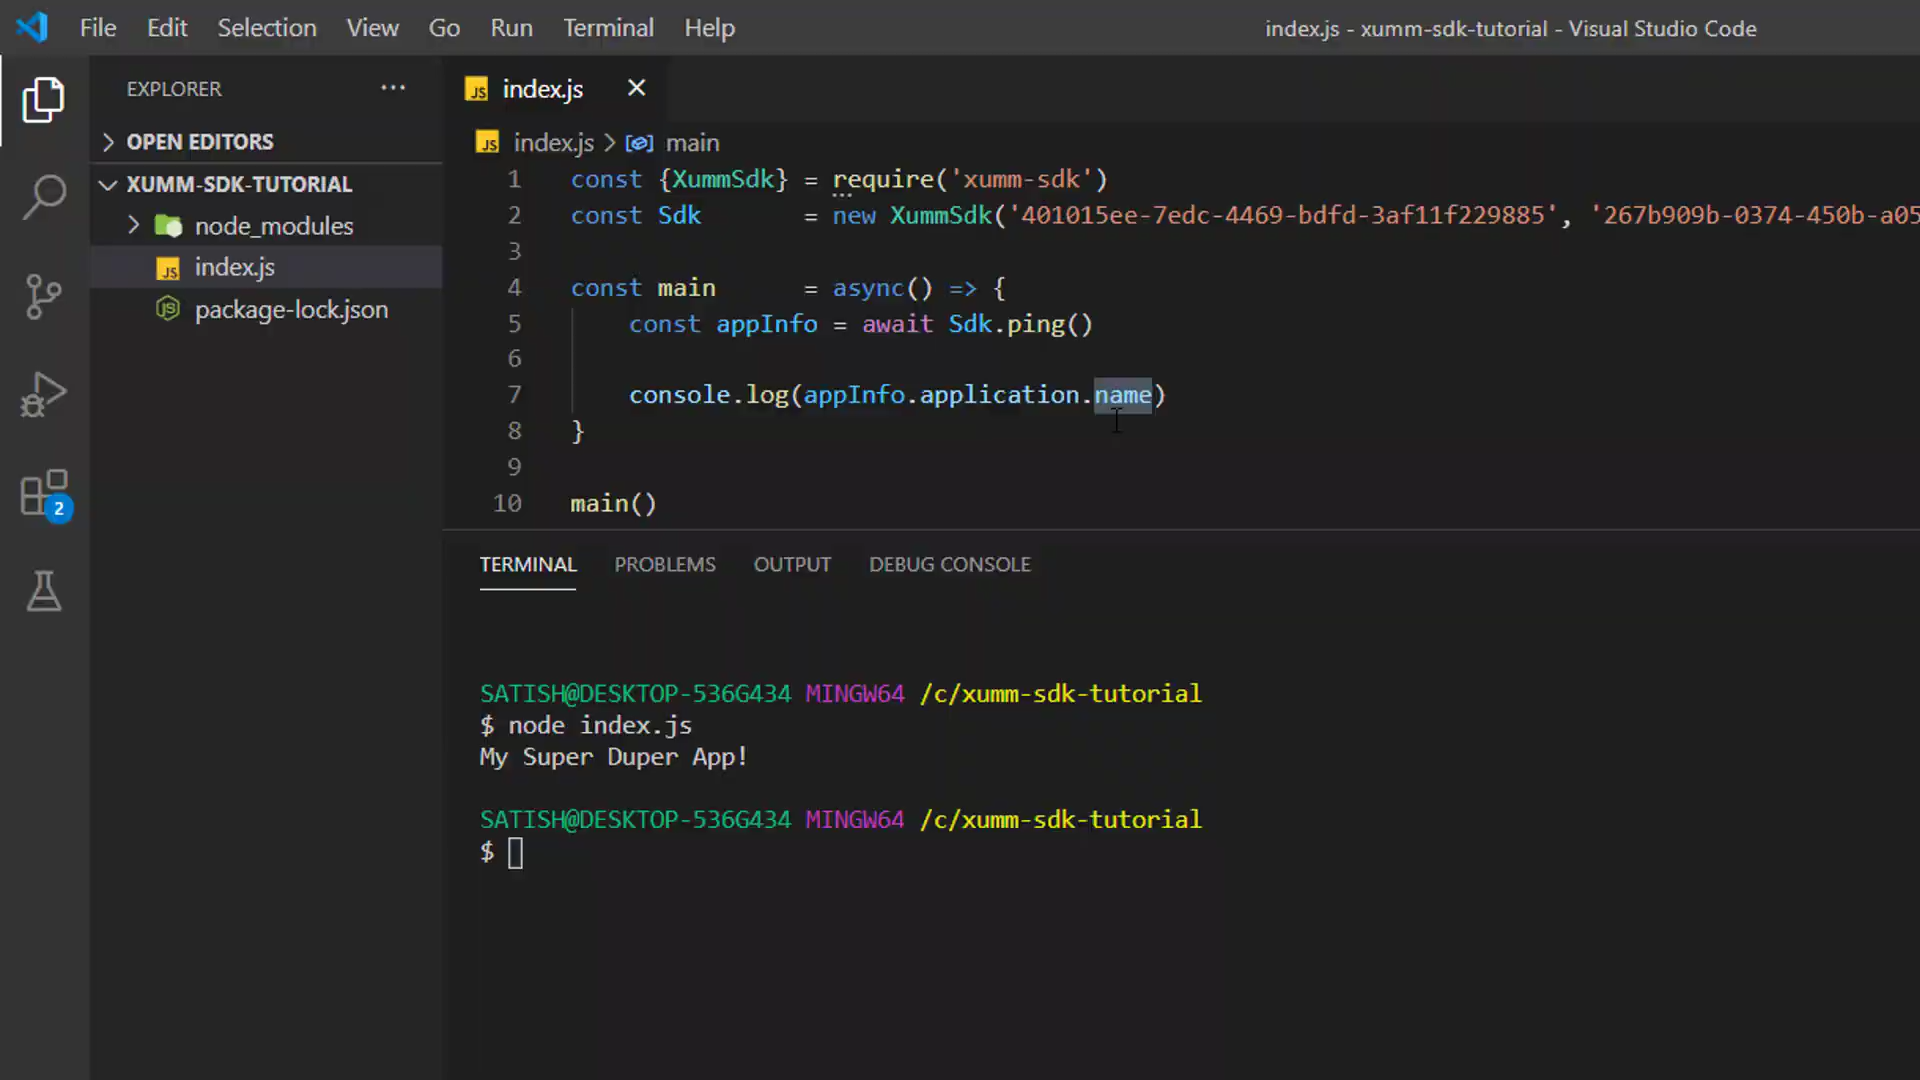 File Edit Selection View Go Run Terminal Help
index.js - xumm-sdk-tutorial - Visual Studio Code
EXPLORER
OPEN EDITORS
XUMM-SDK-TUTORIAL
node_modules
index.js
package-lock.json
2
JS index.js
JS index.js > main
1 const {XummSdk} = require('xumm-sdk')
2 const Sdk = new XummSdk('401015ee-7edc-4469-bdfd-3af11f229885', '267b909b-0374-450b-a05
3
4 const main = async() => {
5 const appInfo = await Sdk.ping()
6
7 console.log(appInfo.application.name)
8 }
9
10 main()
TERMINAL PROBLEMS OUTPUT DEBUG CONSOLE
SATISH@DESKTOP-536G434 MINGW64 /c/xumm-sdk-tutorial
$ node index.js
My Super Duper App!
SATISH@DESKTOP-536G434 MINGW64 /c/xumm-sdk-tutorial
$